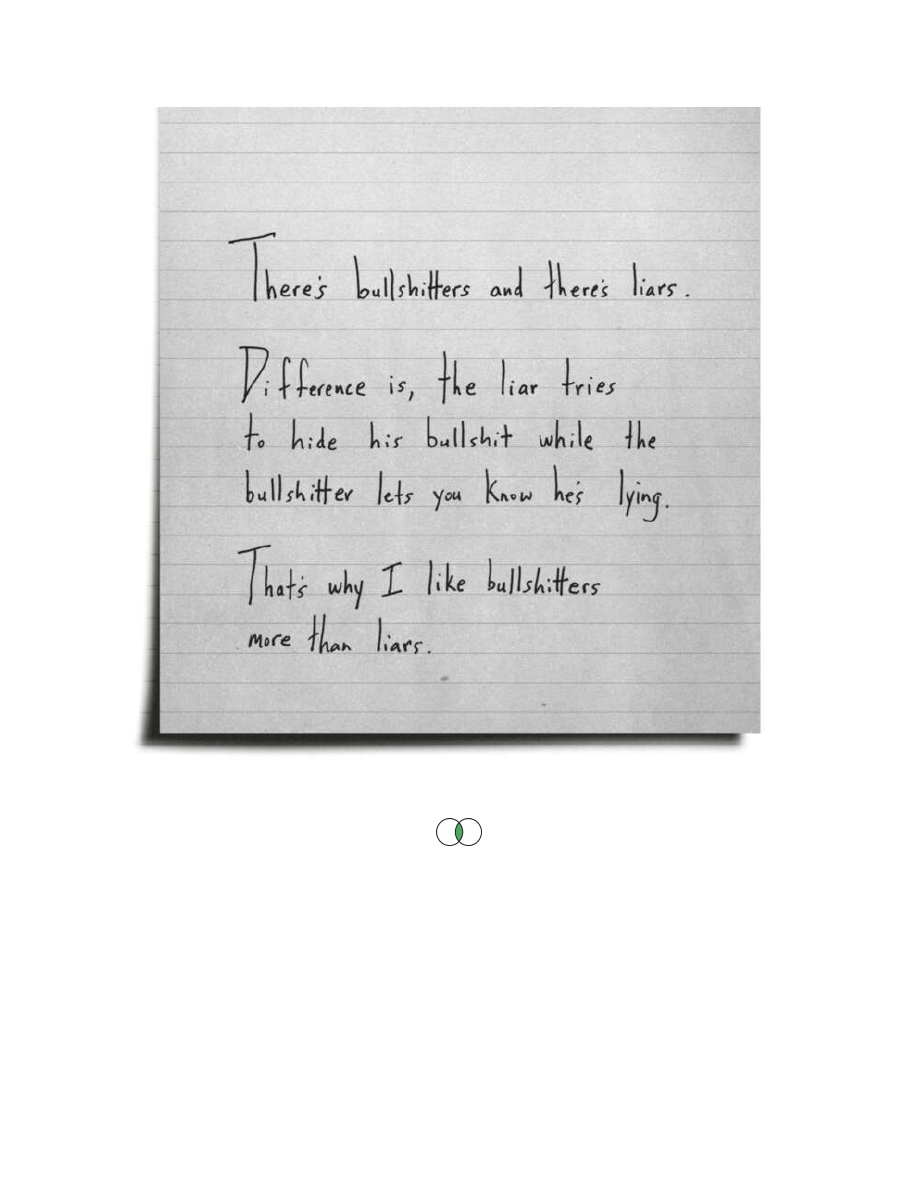 There's bullshitters and there's liars.
Difference is, the liar tries
to hide his bullshit while the
bullshitter lets you know he's lying.
That's why I like bullshitters
more than liars.